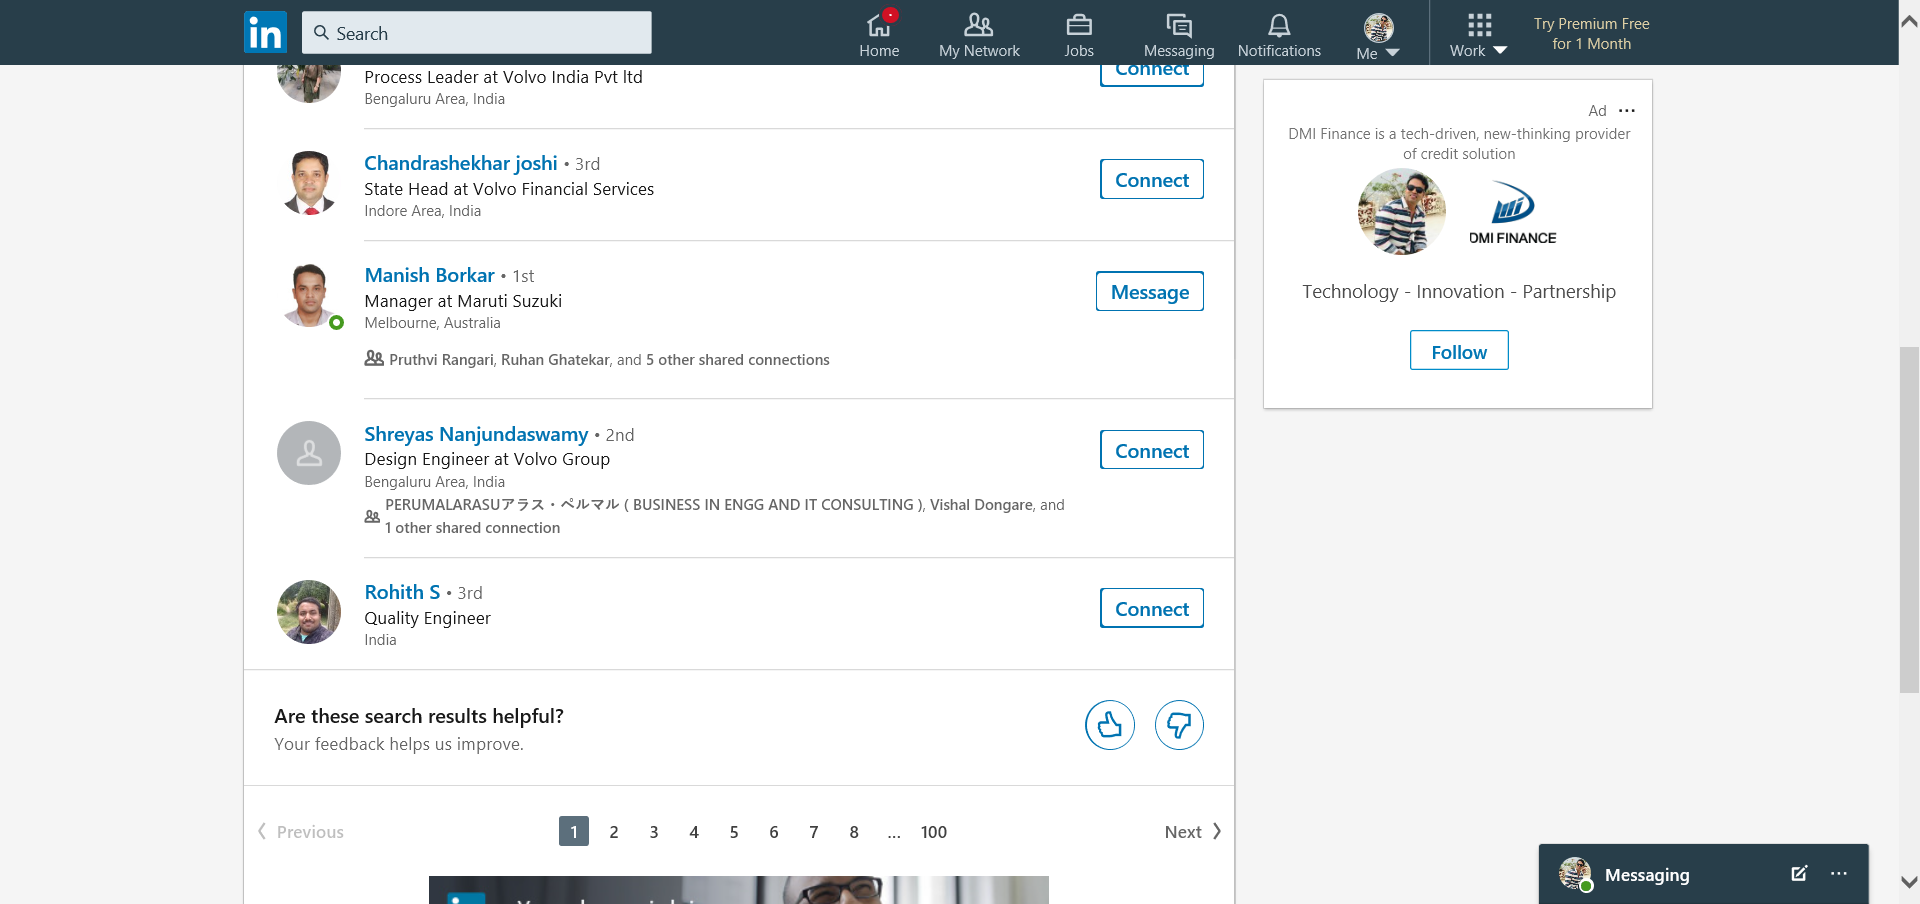 in
Search
Home
My Network
Jobs
Messaging
Notifications
Me
Work
Try Premium Free
for 1 Month
Process Leader at Volvo India Pvt ltd
Bengaluru Area, India
Connect
Chandrashekhar joshi • 3rd
State Head at Volvo Financial Services
Indore Area, India
Connect
Manish Borkar • 1st
Manager at Maruti Suzuki
Melbourne, Australia
Pruthvi Rangari, Ruhan Ghatekar, and 5 other shared connections
Message
Shreyas Nanjundaswamy • 2nd
Design Engineer at Volvo Group
Bengaluru Area, India
PERUMALARASUアラス・ペルマル ( BUSINESS IN ENGG AND IT CONSULTING ), Vishal Dongare, and
1 other shared connection
Connect
Rohith S • 3rd
Quality Engineer
India
Connect
Are these search results helpful?
Your feedback helps us improve.
Previous
1 2 3 4 5 6 7 8 ... 100
Next
Ad ···
DMI Finance is a tech-driven, new-thinking provider
of credit solution
DMI FINANCE
Technology - Innovation - Partnership
Follow
Messaging